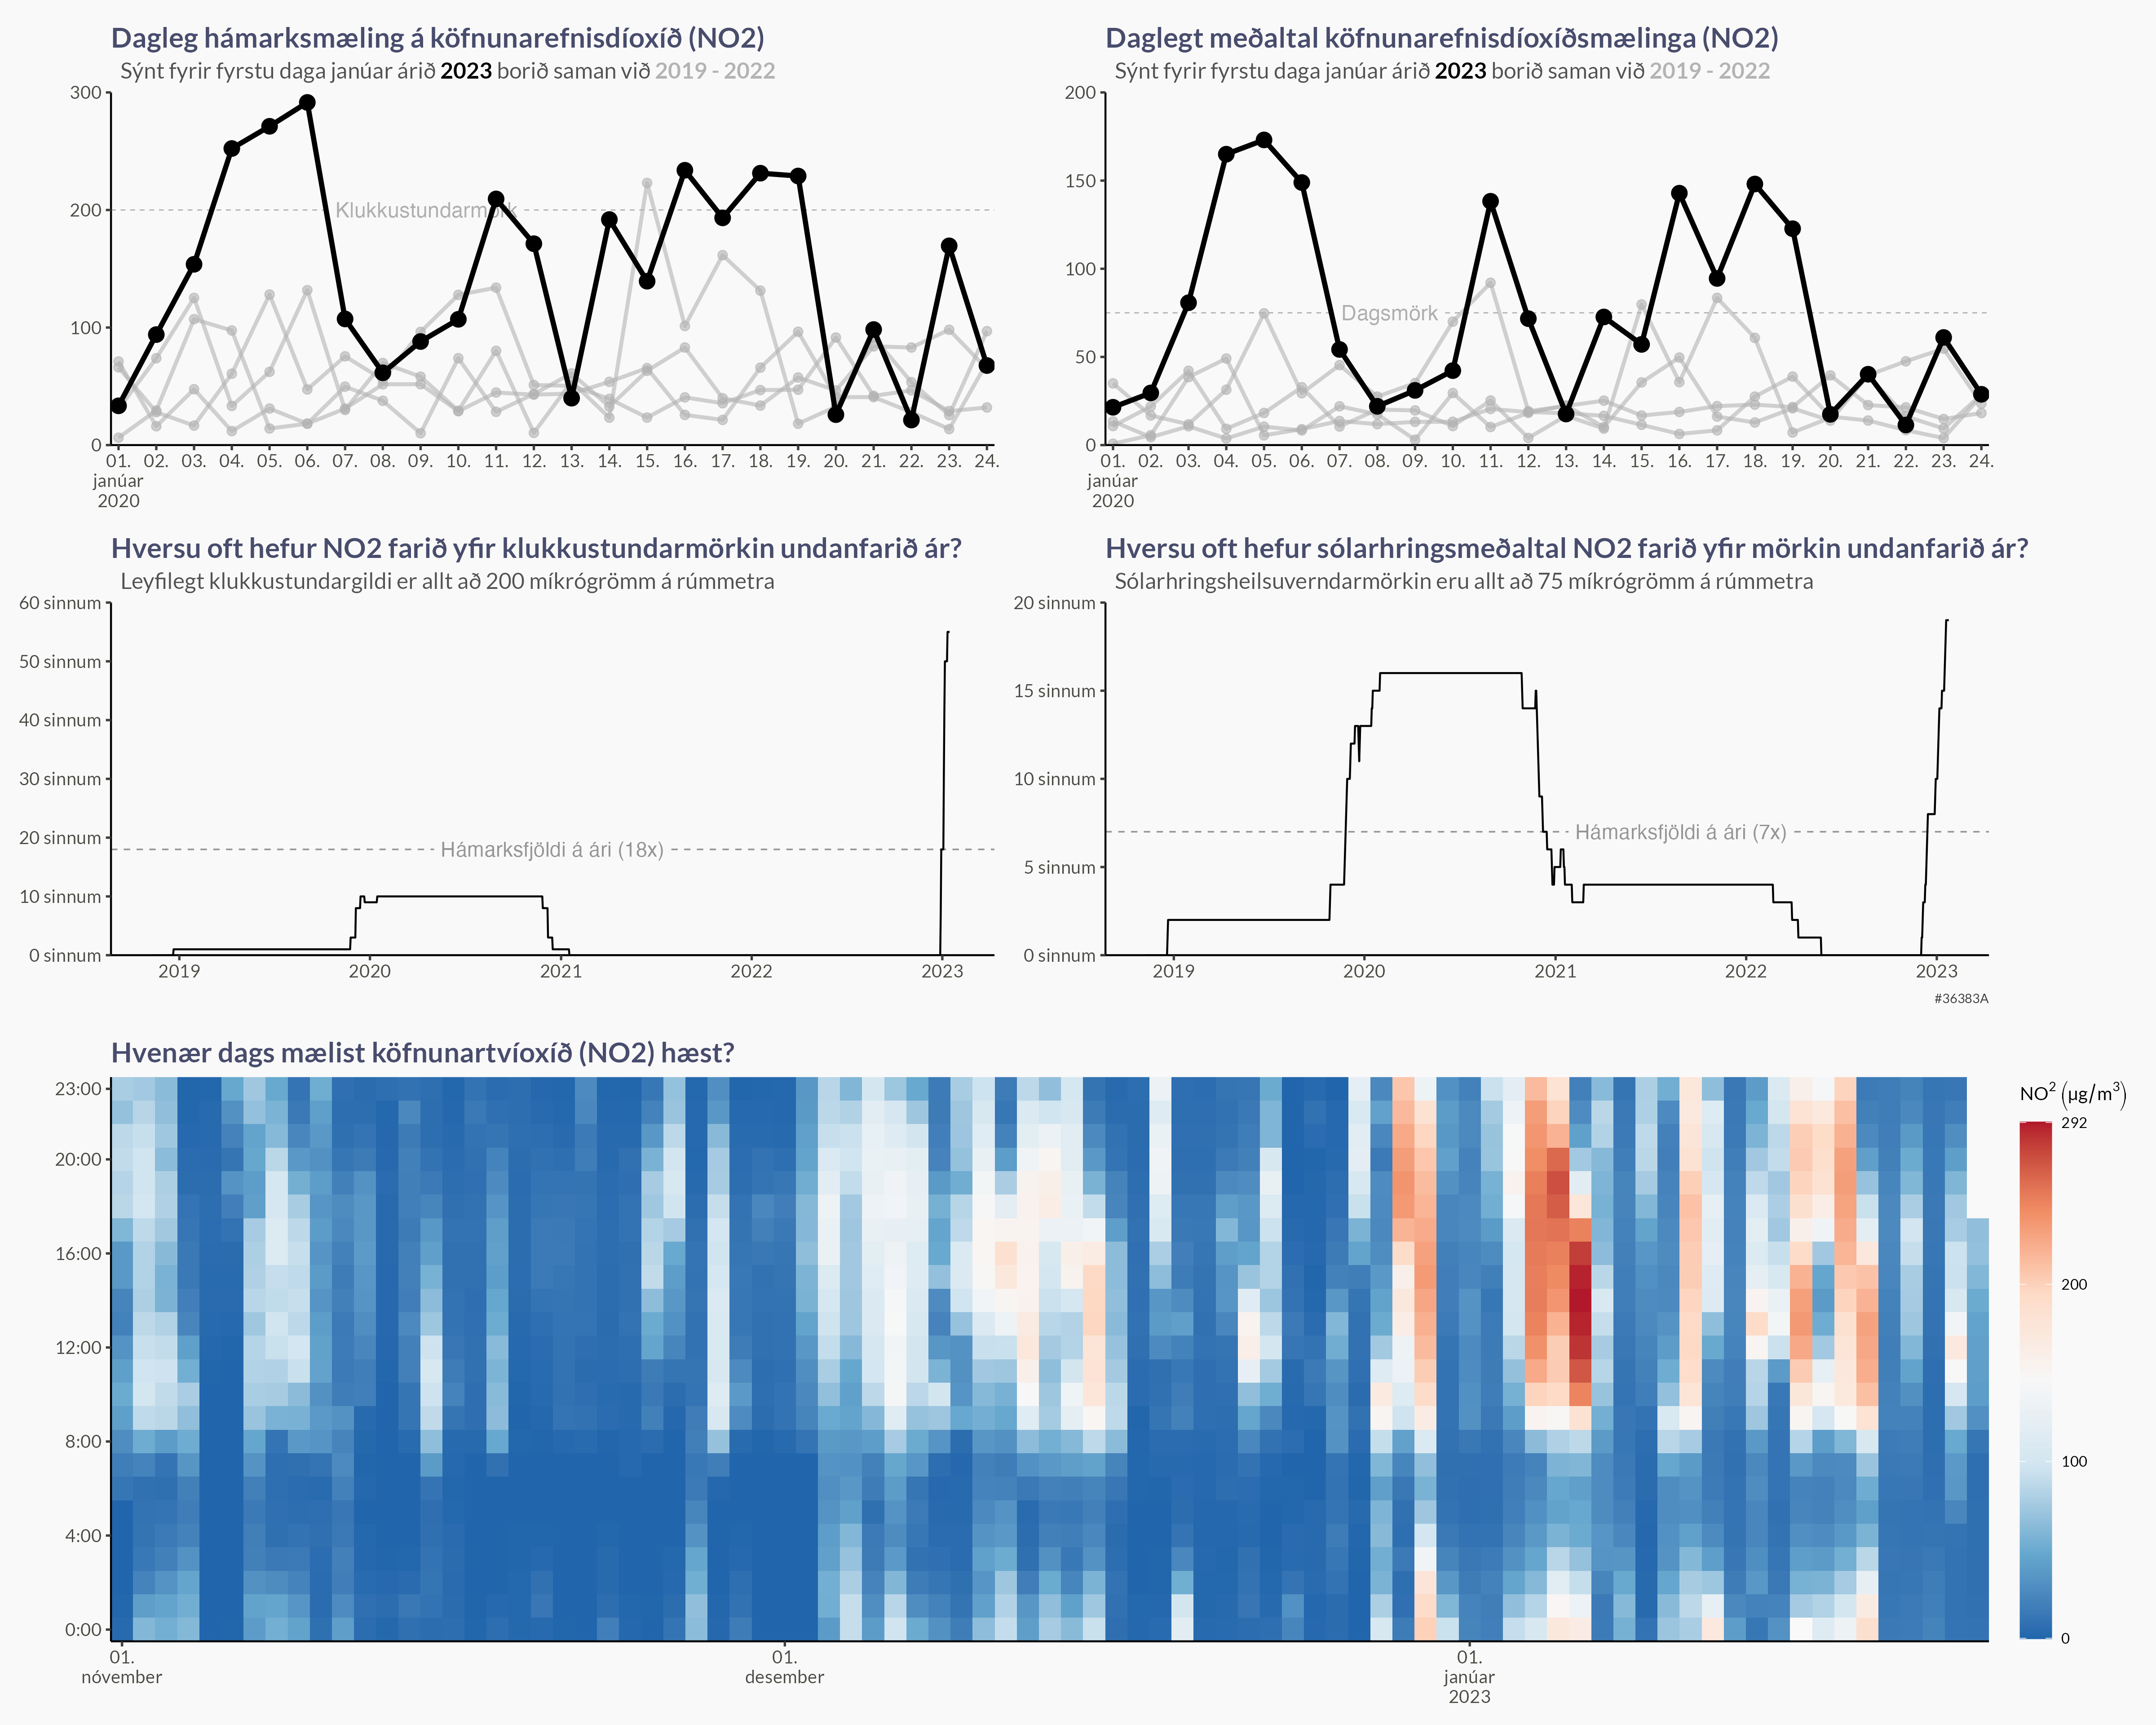 Dagleg hámarksmæling á köfnunarefnisdíoxíð (NO2)
Sýnt fyrir fyrstu daga janúar árið 2023 borið saman við 2019 - 2022
300
200
100
0
Klukkustundarmörk
01. 02. 03. 04. 05. 06. 07. 08. 09. 10. 11. 12. 13. 14. 15. 16. 17. 18. 19. 20. 21. 22. 23. 24.
janúar
2020
Daglegt meðaltal köfnunarefnisdíoxíðsmælinga (NO2)
Sýnt fyrir fyrstu daga janúar árið 2023 borið saman við 2019 - 2022
200
150
100
50
0
Dagsmörk
01. 02. 03. 04. 05. 06. 07. 08. 09. 10. 11. 12. 13. 14. 15. 16. 17. 18. 19. 20. 21. 22. 23. 24.
janúar
2020
Hversu oft hefur NO2 farið yfir klukkustundarmörkin undanfarið ár?
Leyfilegt klukkustundargildi er allt að 200 míkrógrömm á rúmmetra
60 sinnum
50 sinnum
40 sinnum
30 sinnum
20 sinnum
10 sinnum
0 sinnum
Hámarksfjöldi á ári (18x)
2019 2020 2021 2022 2023
Hversu oft hefur sólarhringsmeðaltal NO2 farið yfir mörkin undanfarið ár?
Sólarhringsheilsuverndarmörkin eru allt að 75 míkrógrömm á rúmmetra
20 sinnum
15 sinnum
10 sinnum
5 sinnum
0 sinnum
Hámarksfjöldi á ári (7x)
2019 2020 2021 2022 2023
#36383A
Hvenær dags mælist köfnunartvíoxíð (NO2) hæst?
23:00
20:00
16:00
12:00
8:00
4:00
0:00
01. 01. 01.
nóvember desember janúar
2023
NO² (µg/m³)
292
200
100
0